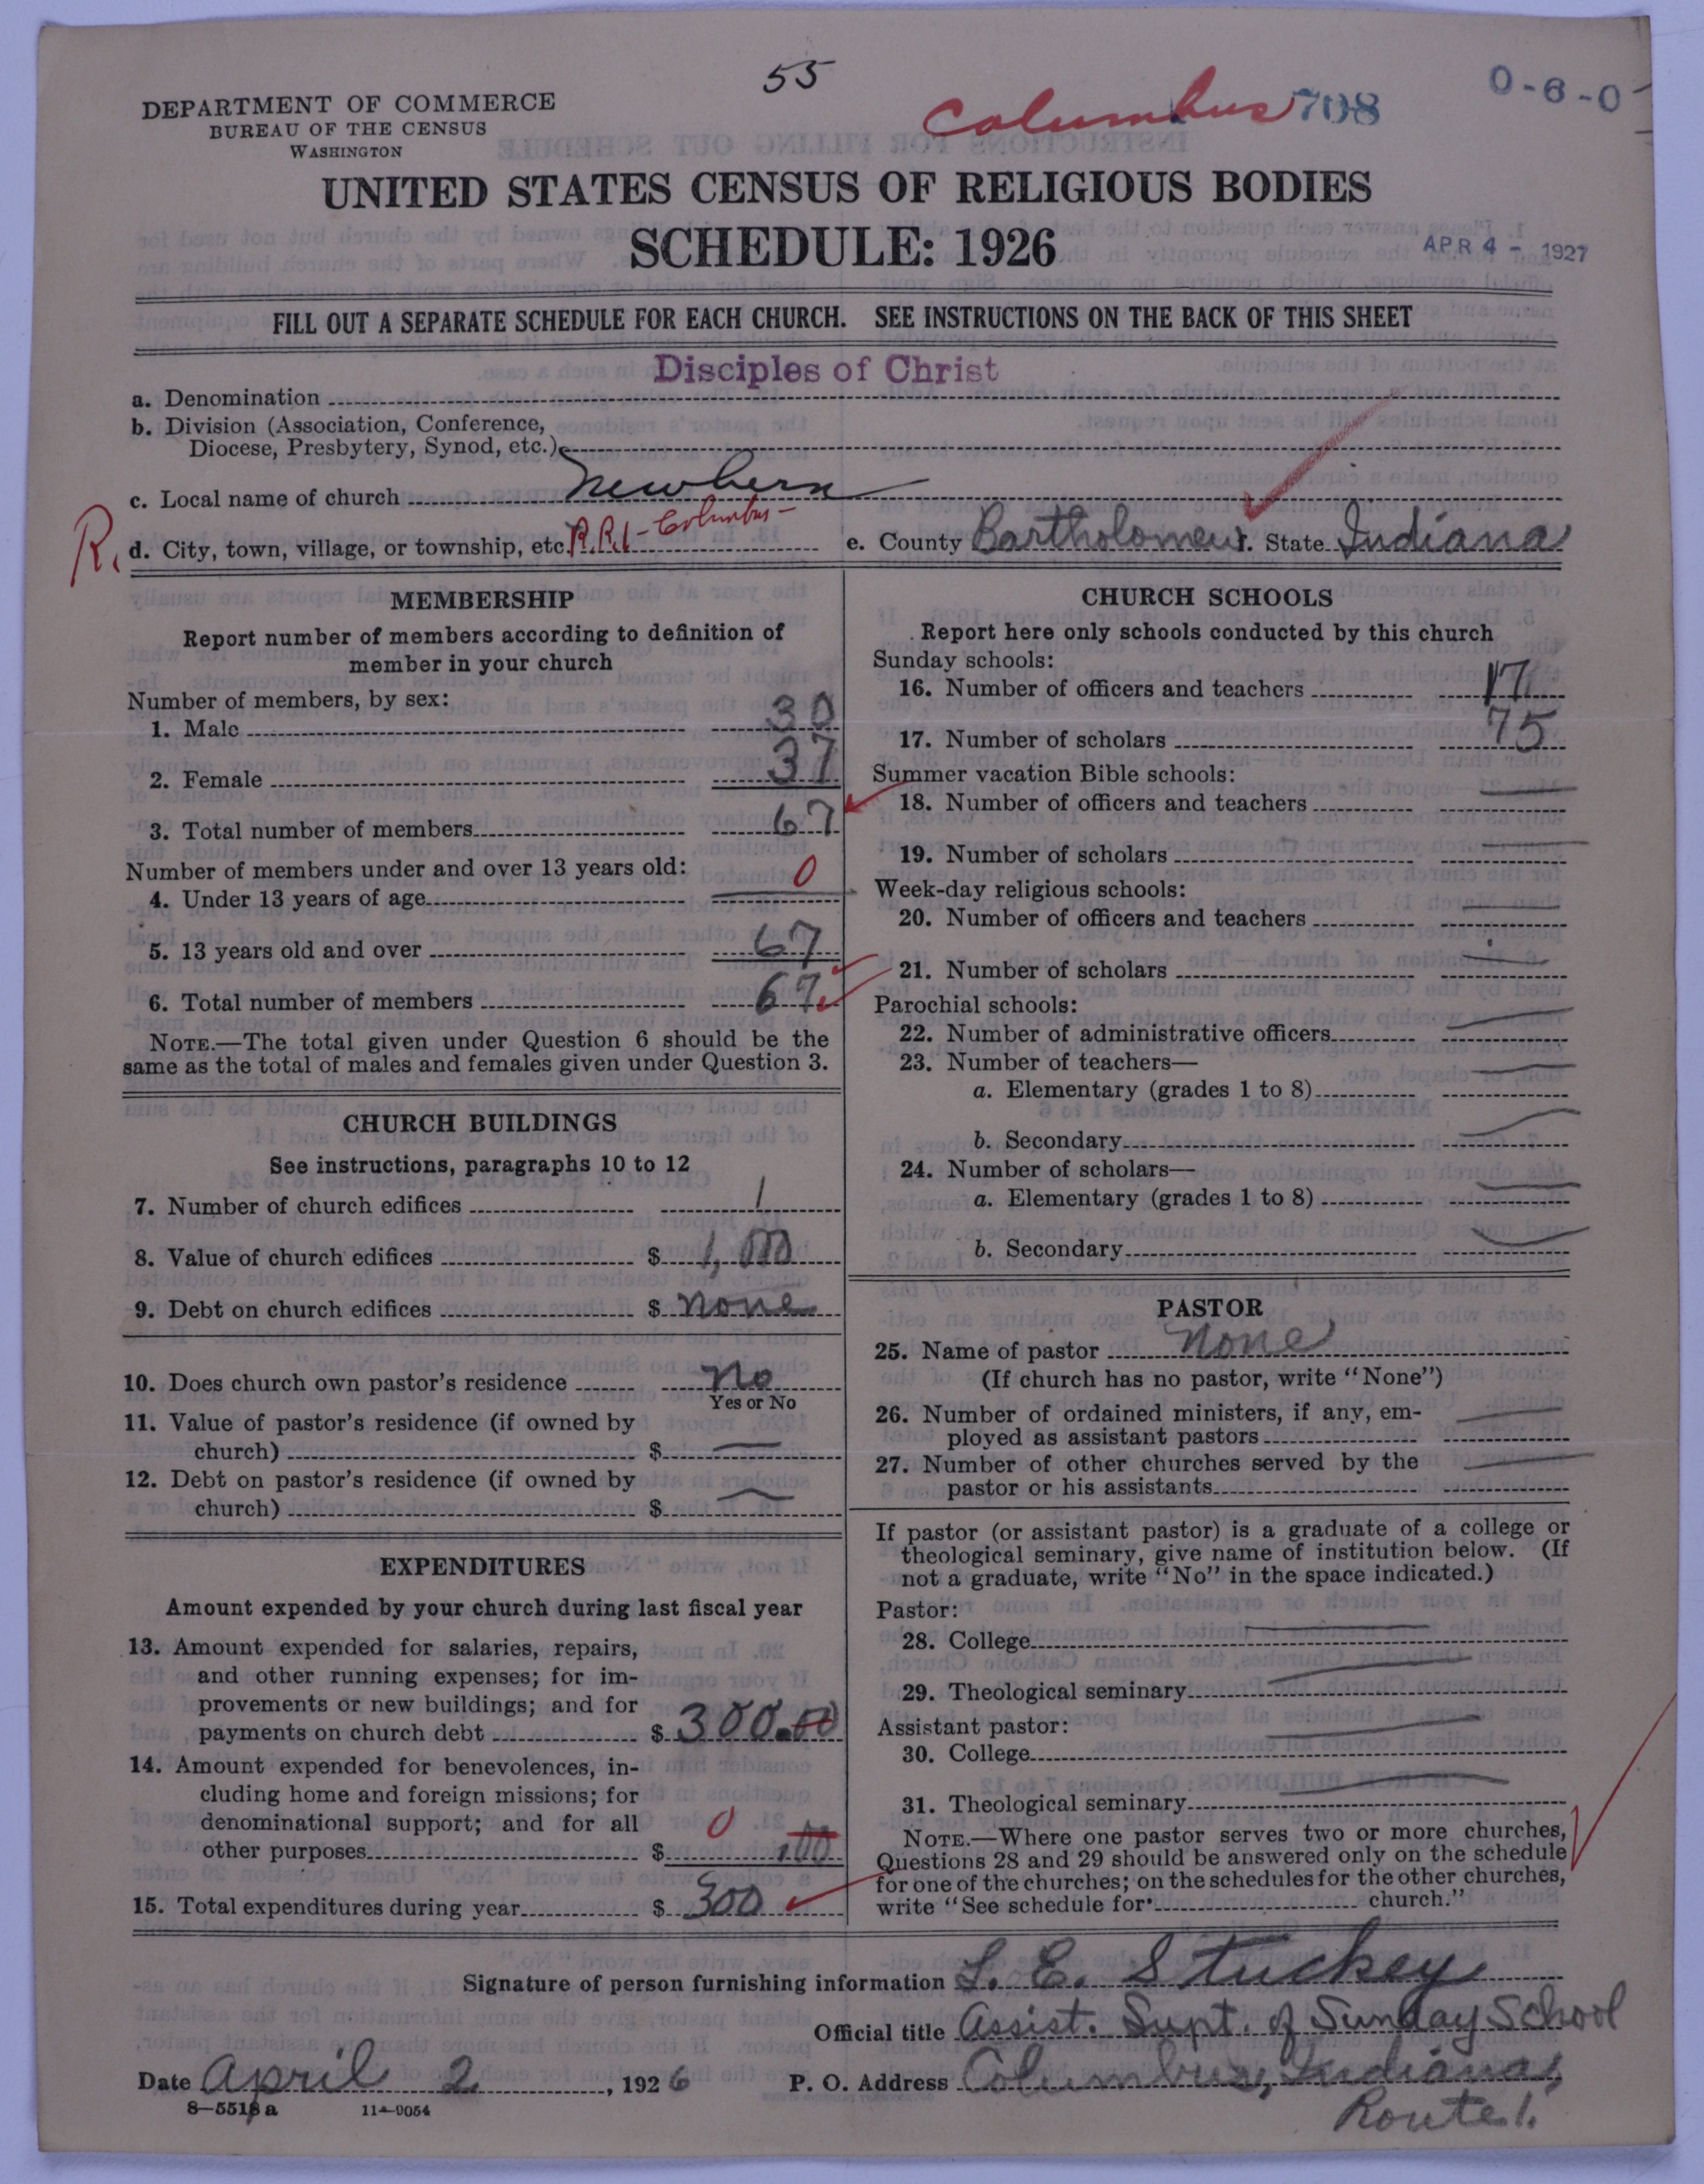 55
DEPARTMENT OF COMMERCE
BUREAU OF THE CENSUS
WASHINGTON
Columbus 708
0-6-0
UNITED STATES CENSUS OF RELIGIOUS BODIES
SCHEDULE: 1926
APR 4 - 1927
FILL OUT A SEPARATE SCHEDULE FOR EACH CHURCH. SEE INSTRUCTIONS ON THE BACK OF THIS SHEET
Disciples of Christ
a. Denomination
b. Division (Association, Conference,
Diocese, Presbytery, Synod, etc.)
c. Local name of church Newbern
R. d. City, town, village, or township, etc. R.R.1 - Columbus - e. County Bartholomew f. State Indiana
MEMBERSHIP
Report number of members according to definition of
member in your church
Number of members, by sex:
1. Male 30
2. Female 37
3. Total number of members 67
Number of members under and over 13 years old:
4. Under 13 years of age 0
5. 13 years old and over 67
6. Total number of members 67
NOTE.—The total given under Question 6 should be the
same as the total of males and females given under Question 3.
CHURCH BUILDINGS
See instructions, paragraphs 10 to 12
7. Number of church edifices 1
8. Value of church edifices $ 1,000
9. Debt on church edifices $ none
10. Does church own pastor's residence No
Yes or No
11. Value of pastor's residence (if owned by
church) $ —
12. Debt on pastor's residence (if owned by
church) $ —
EXPENDITURES
Amount expended by your church during last fiscal year
13. Amount expended for salaries, repairs,
and other running expenses; for im-
provements or new buildings; and for
payments on church debt $ 300.00
14. Amount expended for benevolences, in-
cluding home and foreign missions; for
denominational support; and for all 0
other purposes $ .00
15. Total expenditures during year $ 300
CHURCH SCHOOLS
Report here only schools conducted by this church
Sunday schools:
16. Number of officers and teachers 17
17. Number of scholars 75
Summer vacation Bible schools:
18. Number of officers and teachers —
19. Number of scholars —
Week-day religious schools:
20. Number of officers and teachers —
21. Number of scholars —
Parochial schools:
22. Number of administrative officers —
23. Number of teachers—
a. Elementary (grades 1 to 8) —
b. Secondary —
24. Number of scholars—
a. Elementary (grades 1 to 8) —
b. Secondary —
PASTOR
25. Name of pastor None
(If church has no pastor, write "None")
26. Number of ordained ministers, if any, em-
ployed as assistant pastors —
27. Number of other churches served by the
pastor or his assistants —
If pastor (or assistant pastor) is a graduate of a college or
theological seminary, give name of institution below. (If
not a graduate, write "No" in the space indicated.)
Pastor:
28. College —
29. Theological seminary —
Assistant pastor:
30. College —
31. Theological seminary —
NOTE.—Where one pastor serves two or more churches,
Questions 28 and 29 should be answered only on the schedule
for one of the churches; on the schedules for the other churches,
write "See schedule for church."
Signature of person furnishing information L. E. Stuckey
Official title Assist. Supt. of Sunday School
Date April 2, 1926 P. O. Address Columbus, Indiana,
8-5518 a 11-9054
Route 1.